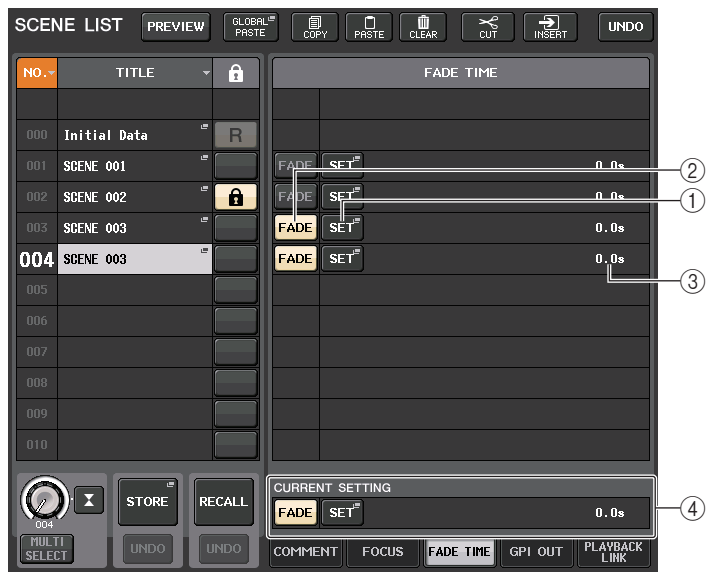 SCENE LIST PREVIEW GLOBAL PASTE COPY PASTE CLEAR CUT INSERT UNDO
NO. TITLE FADE TIME
000 Initial Data R
001 SCENE 001 FADE SET 0.0s
002 SCENE 002 FADE SET 0.0s
003 SCENE 003 FADE SET 0.0s
004 SCENE 003 FADE SET 0.0s
005
006
007
008
009
010
②
①
③
④
004
MULTI SELECT
STORE
UNDO
RECALL
UNDO
CURRENT SETTING
FADE SET 0.0s
COMMENT FOCUS FADE TIME GPI OUT PLAYBACK LINK